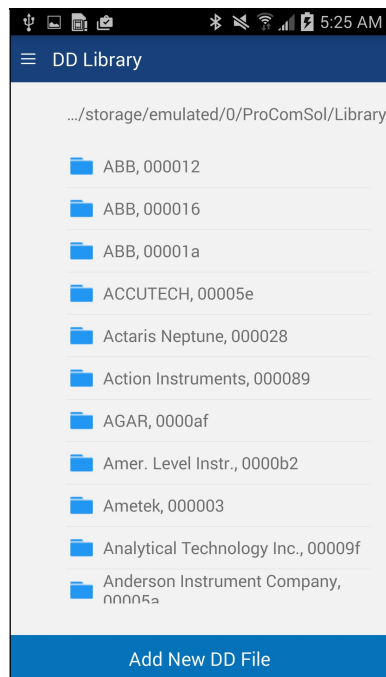 5:25 AM
DD Library
.../storage/emulated/0/ProComSol/Library
ABB, 000012
ABB, 000016
ABB, 00001a
ACCUTECH, 00005e
Actaris Neptune, 000028
Action Instruments, 000089
AGAR, 0000af
Amer. Level Instr., 0000b2
Ametek, 000003
Analytical Technology Inc., 00009f
Anderson Instrument Company,
00005a
Add New DD File